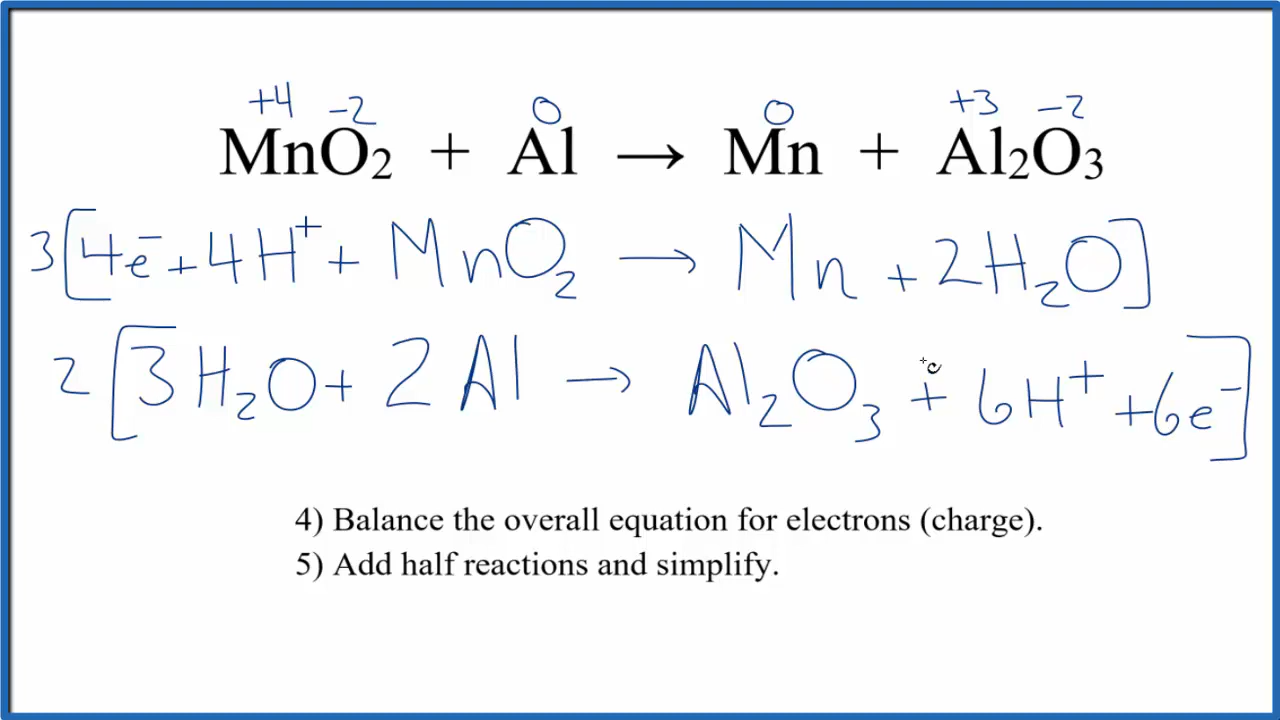 +4 -2 0 0 +3 -2
MnO₂ + Al → Mn + Al₂O₃
3[4e⁻+4H⁺+MnO₂ → Mn+2H₂O]
2[3H₂O+2Al → Al₂O₃+6H⁺+6e⁻]
4) Balance the overall equation for electrons (charge).
5) Add half reactions and simplify.